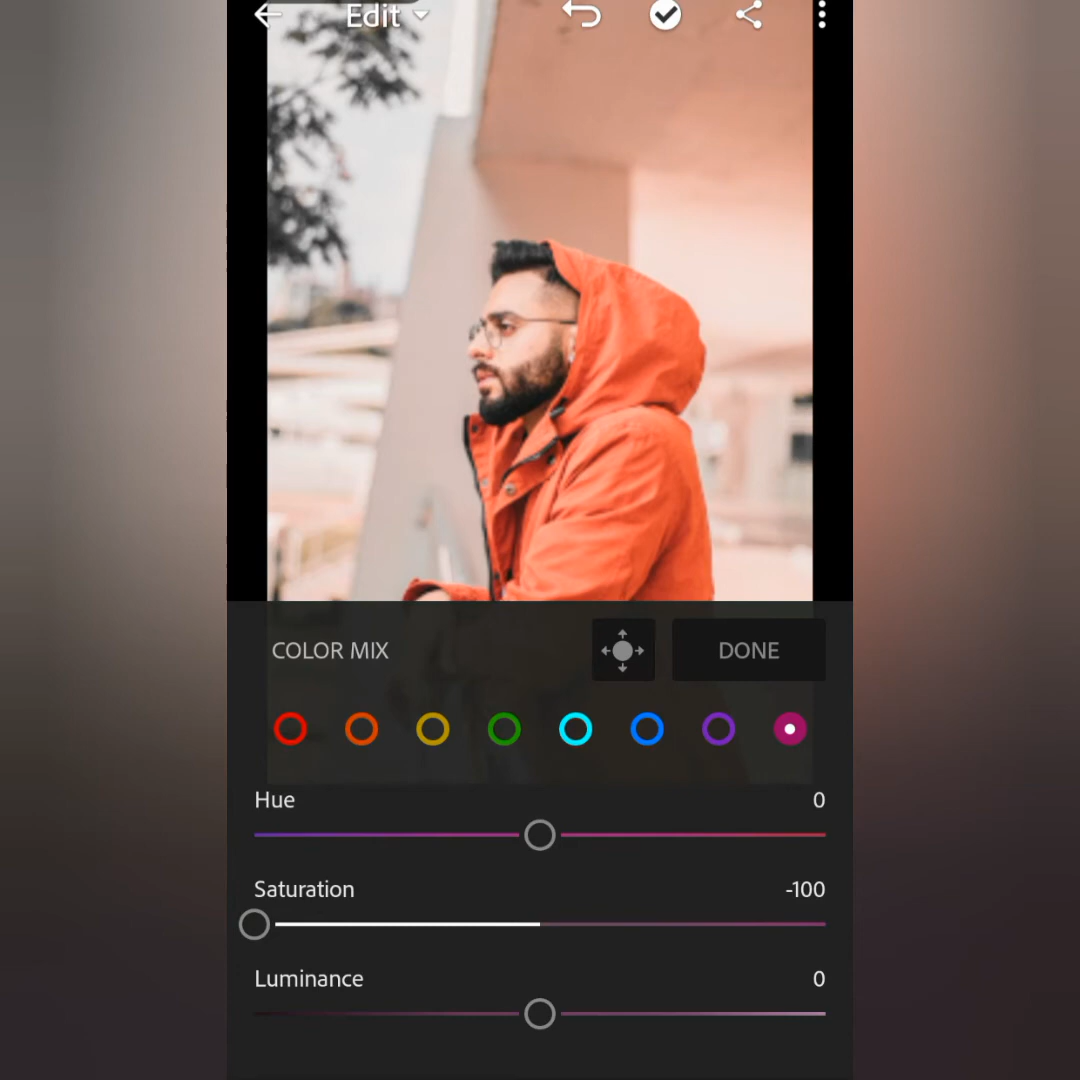 Edit
COLOR MIX
DONE
Hue 0
Saturation -100
Luminance 0